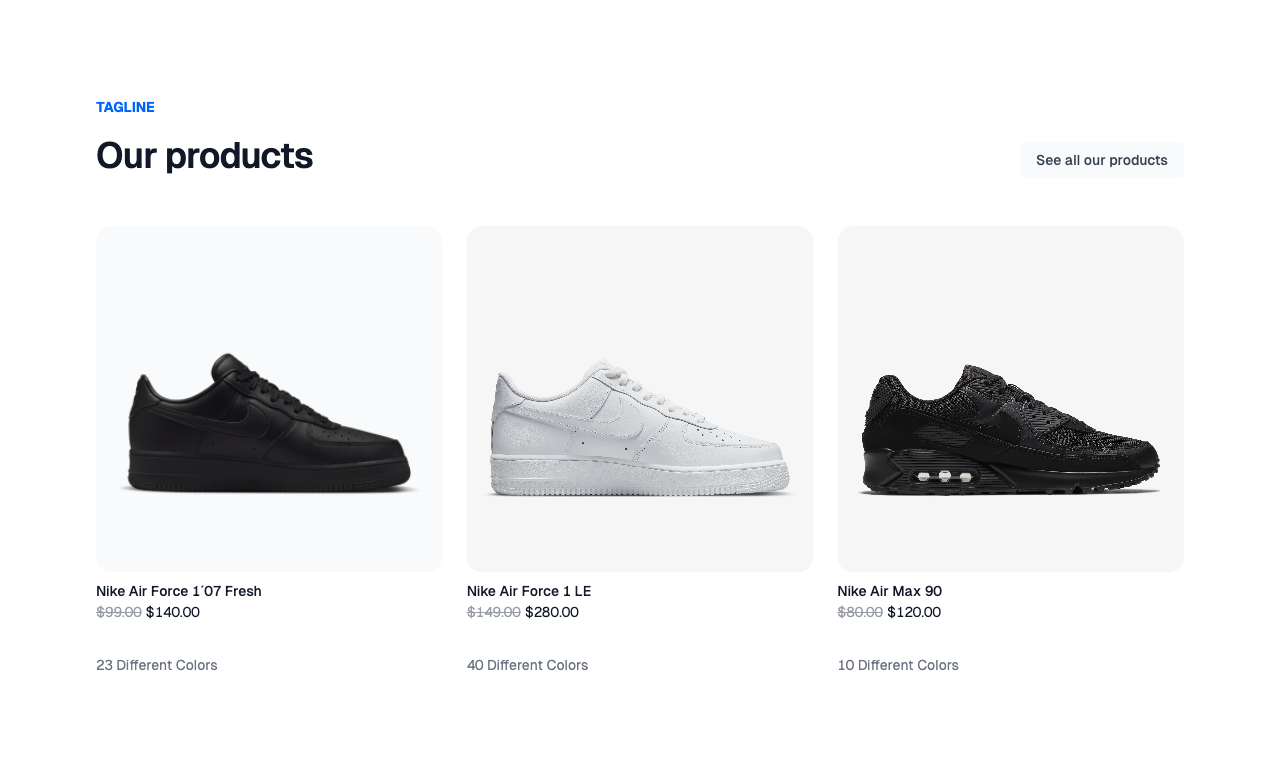 TAGLINE
Our products
See all our products
Nike Air Force 1´07 Fresh
$99.00 $140.00
23 Different Colors
Nike Air Force 1 LE
$149.00 $280.00
40 Different Colors
Nike Air Max 90
$80.00 $120.00
10 Different Colors